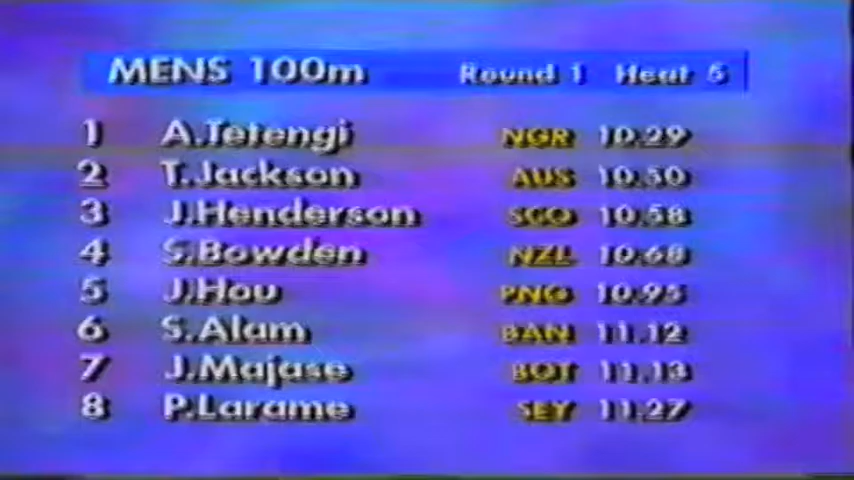 MENS 100m Round 1 Heat 5
1 A.Tetengi NGR 10.29
2 T.Jackson AUS 10.50
3 J.Henderson SCO 10.58
4 S.Bowden NZL 10.68
5 J.Hou PNG 10.95
6 S.Alam BAN 11.12
7 J.Majase BOT 11.13
8 P.Larame SEY 11.27